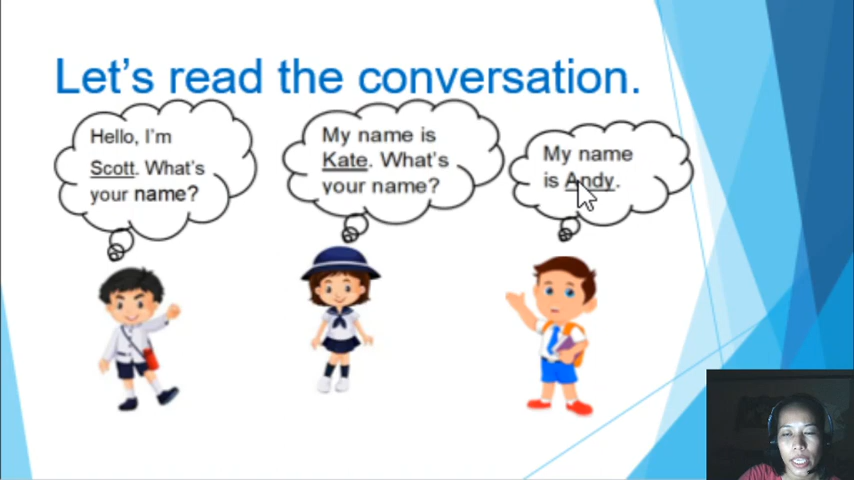 Let's read the conversation.
Hello, I'm
Scott. What's
your name?
My name is
Kate. What's
your name?
My name
is Andy.